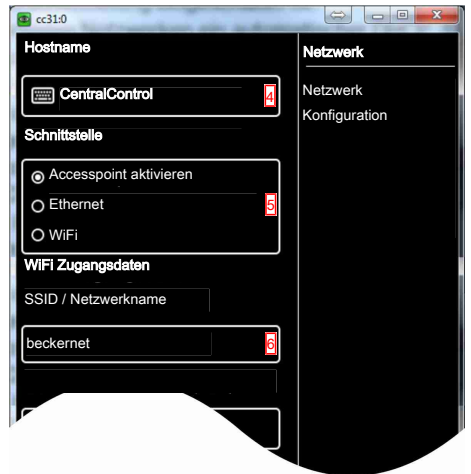 cc31:0
Hostname
CentralControl
4
Schnittstelle
Accesspoint aktivieren
Ethernet
5
WiFi
WiFi Zugangsdaten
SSID / Netzwerkname
beckernet
6
Netzwerk
Netzwerk
Konfiguration